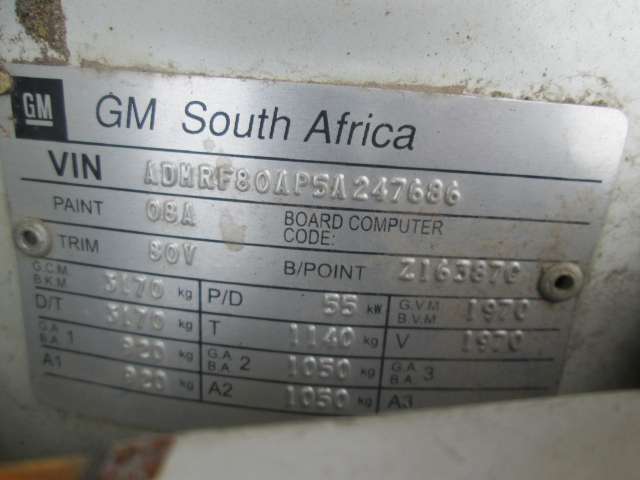 GM GM South Africa
VIN ADMRF80AP5A247686
PAINT 08A BOARD COMPUTER CODE:
TRIM 80V B/POINT Z163870
G.C.M. B.K.M. 3170 kg P/D 55 kW G.V.M. B.V.M 1970
D/T 3170 kg T 1140 kg V 1970
G.A. B.A. 1 920 kg G.A. B.A. 2 1050 kg G.A. B.A. 3
A1 920 kg A2 1050 kg A3